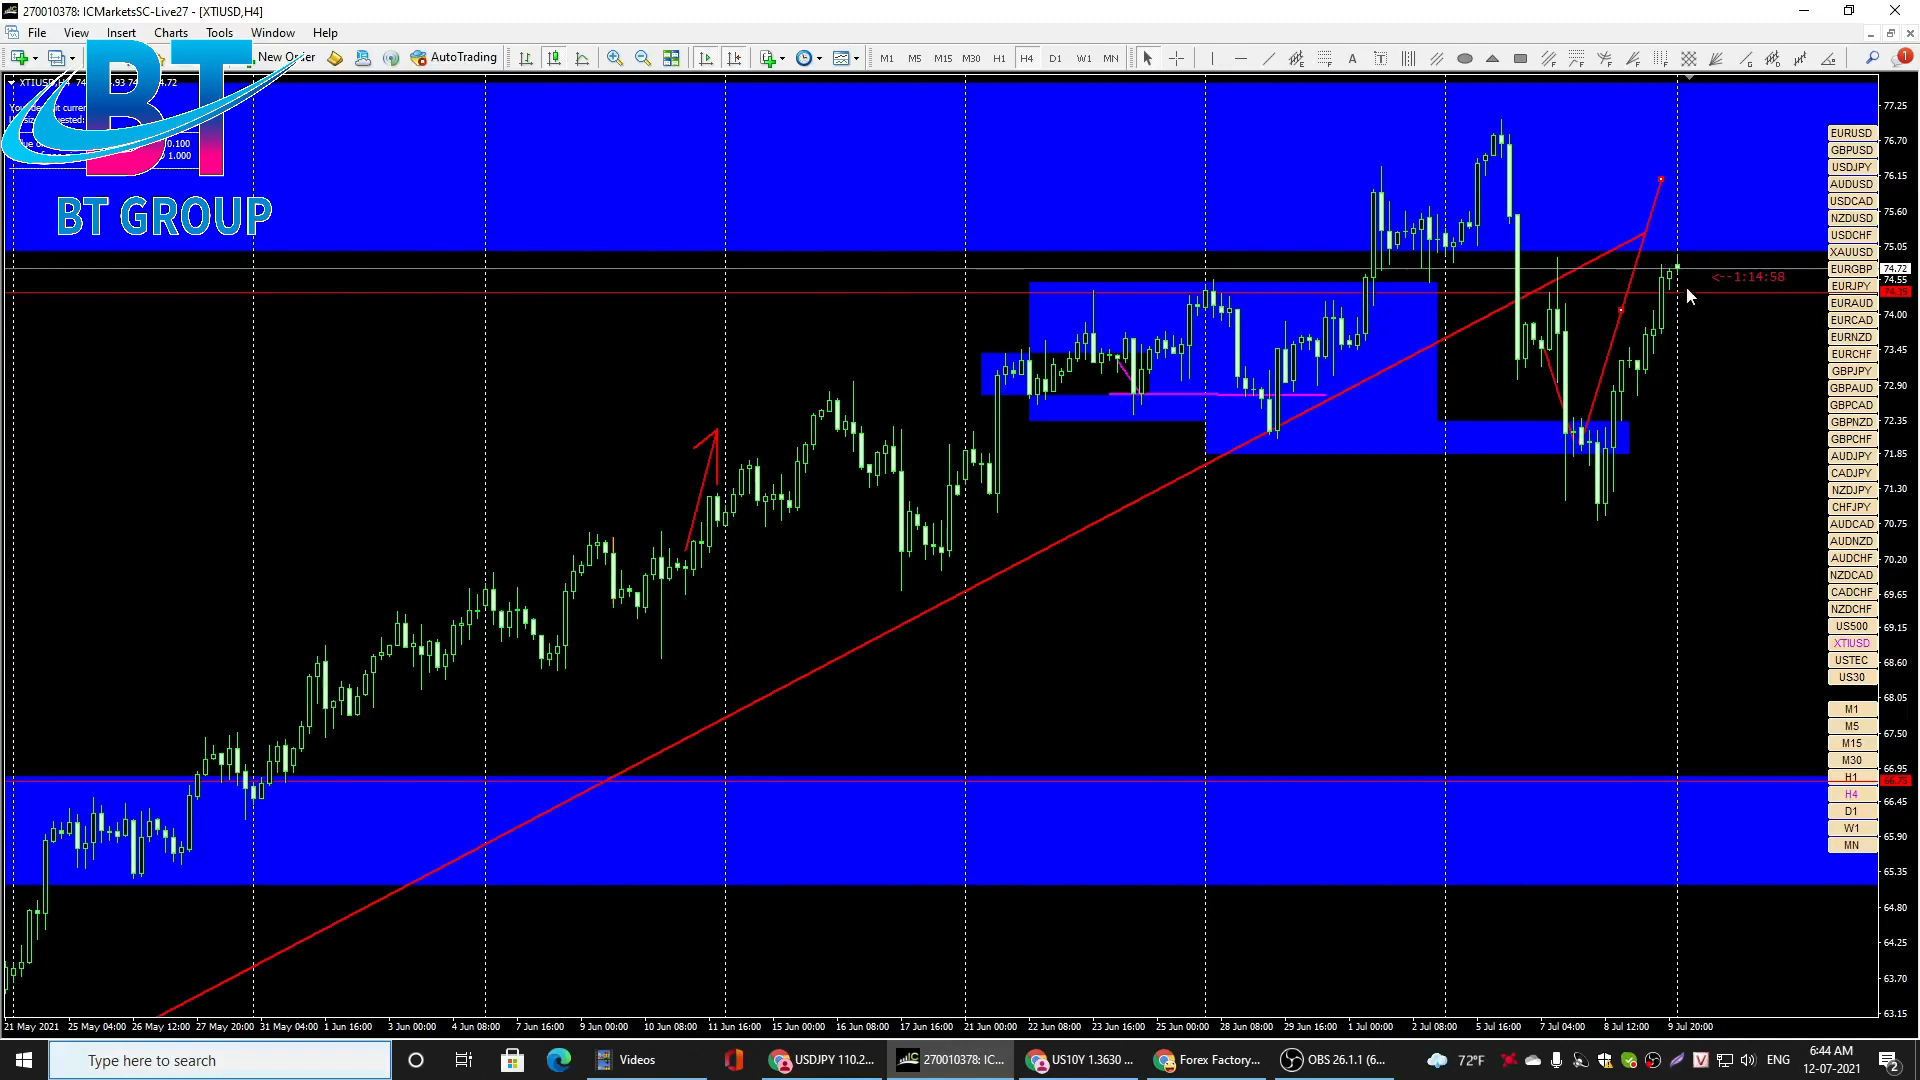 270010378: ICMarketsSC-Live27 - [XTIUSD,H4]
File View Insert Charts Tools Window Help
New Order AutoTrading M1 M5 M15 M30 H1 H4 D1 W1 MN
BT
BT GROUP
0.100
1.000
<--1:14:58
EURUSD
GBPUSD
USDJPY
AUDUSD
USDCAD
NZDUSD
USDCHF
XAUUSD
EURGBP
EURJPY
EURAUD
EURCAD
EURNZD
EURCHF
GBPJPY
GBPAUD
GBPCAD
GBPNZD
GBPCHF
AUDJPY
CADJPY
NZDJPY
CHFJPY
AUDCAD
AUDNZD
AUDCHF
NZDCAD
CADCHF
NZDCHF
US500
XTIUSD
USTEC
US30
M1
M5
M15
M30
H1
H4
D1
W1
MN
77.25
76.70
76.15
75.60
75.05
74.72
74.55
74.00
73.45
72.90
72.35
71.85
71.30
70.75
70.20
69.65
69.15
68.60
68.05
67.50
66.95
66.45
65.90
65.35
64.80
64.25
63.70
63.15
21 May 2021 25 May 04:00 26 May 12:00 27 May 20:00 31 May 04:00 1 Jun 16:00 3 Jun 00:00 4 Jun 08:00 7 Jun 16:00 9 Jun 00:00 10 Jun 08:00 11 Jun 16:00 15 Jun 00:00 16 Jun 08:00 17 Jun 16:00 21 Jun 00:00 22 Jun 08:00 23 Jun 16:00 25 Jun 00:00 28 Jun 08:00 29 Jun 16:00 1 Jul 00:00 2 Jul 08:00 5 Jul 16:00 7 Jul 04:00 8 Jul 12:00 9 Jul 20:00
Type here to search Videos USDJPY 110.2... 270010378: IC... US10Y 1.3630 ... Forex Factory... OBS 26.1.1 (6... 72°F ENG
6:44 AM
12-07-2021